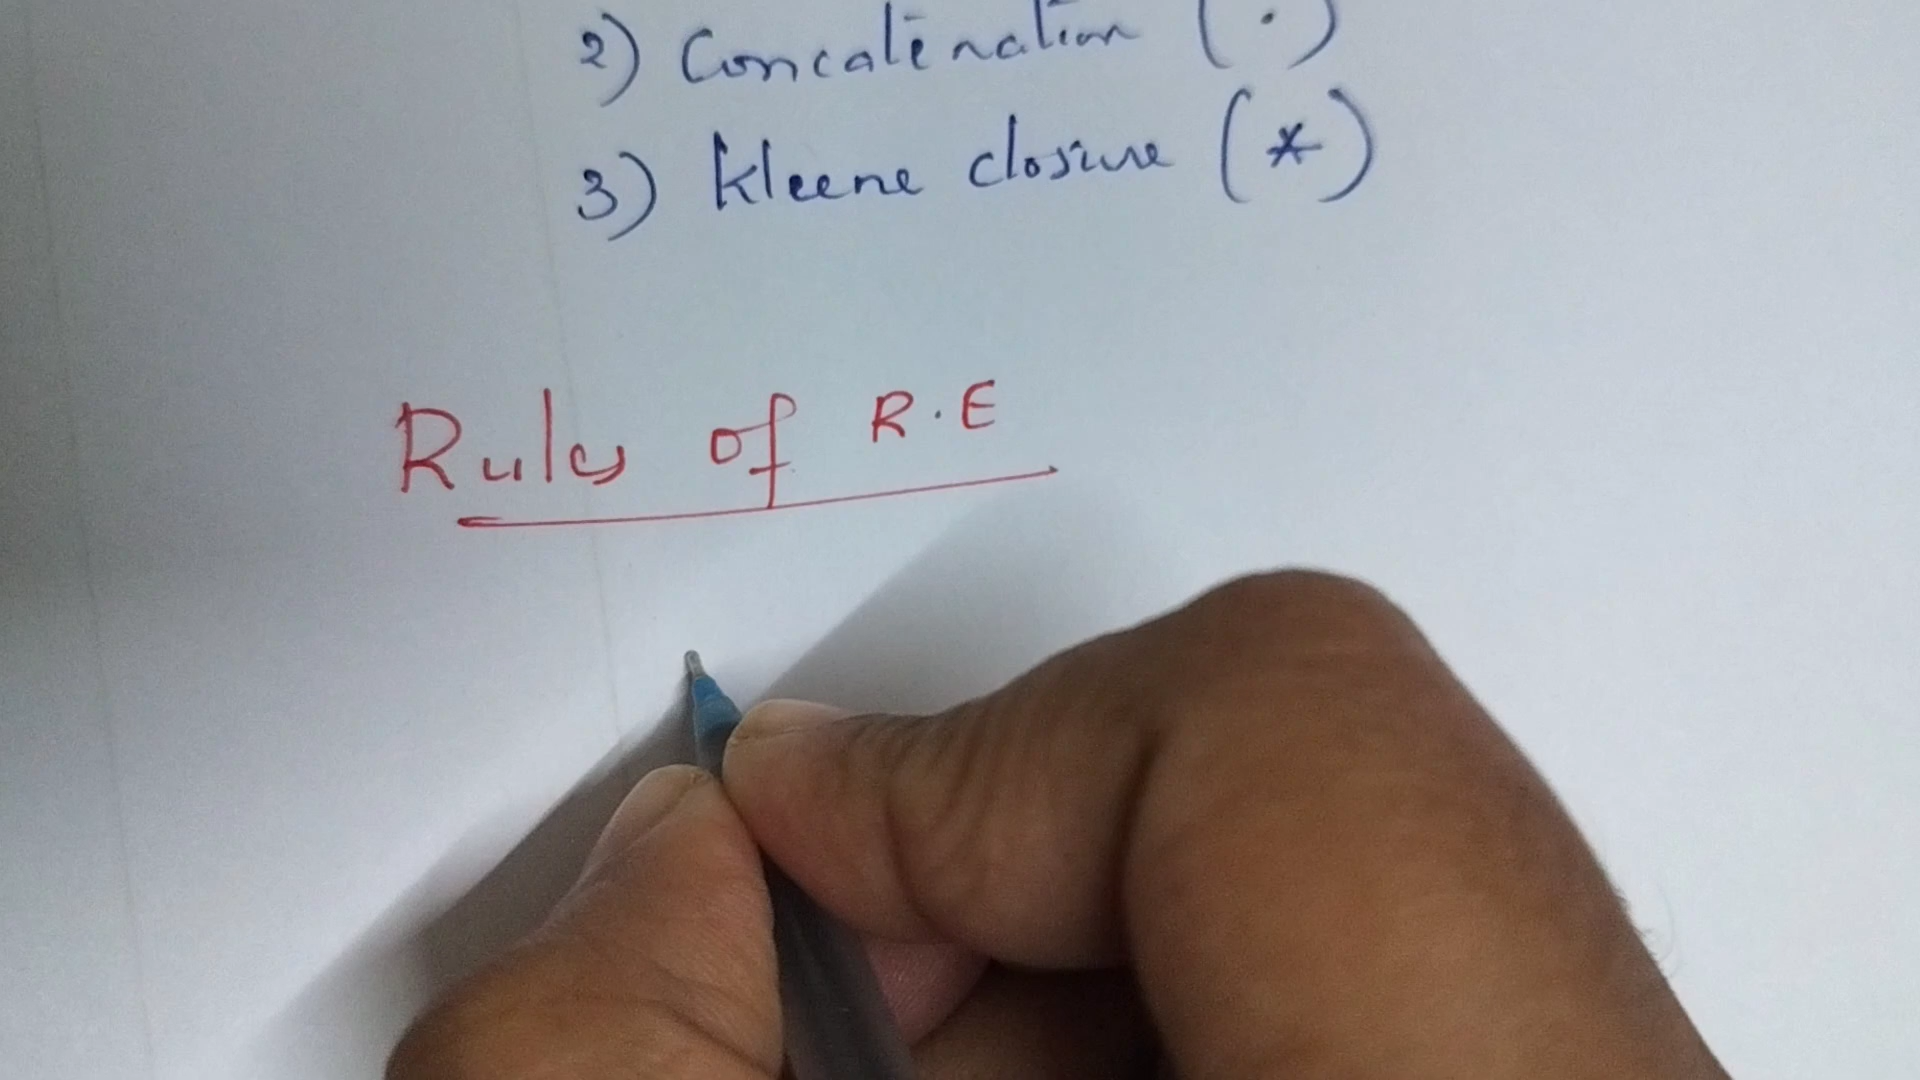 2) Concatenation (.)
3) kleene closure (*)
Rules of R.E